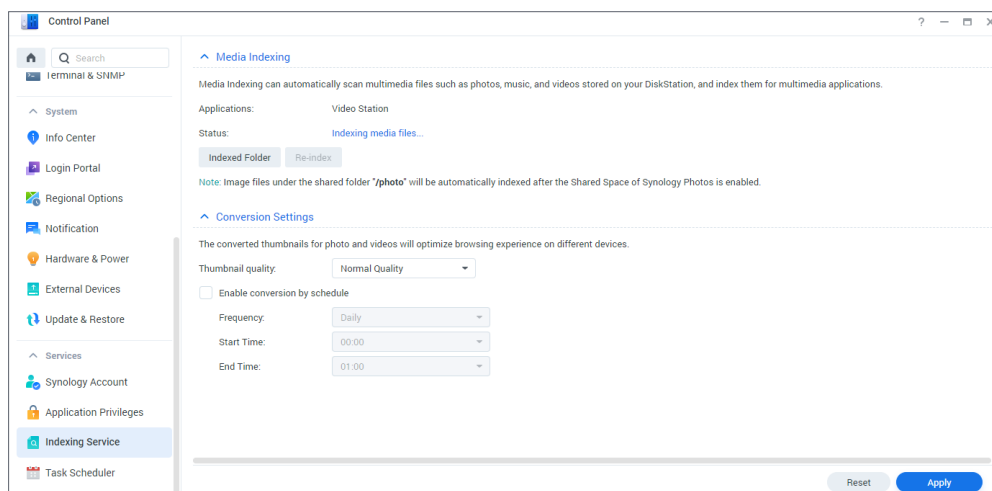 Control Panel
Search
Terminal & SNMP
System
Info Center
Login Portal
Regional Options
Notification
Hardware & Power
External Devices
Update & Restore
Services
Synology Account
Application Privileges
Indexing Service
Task Scheduler
Media Indexing
Media Indexing can automatically scan multimedia files such as photos, music, and videos stored on your DiskStation, and index them for multimedia applications.
Applications: Video Station
Status: Indexing media files...
Indexed Folder Re-index
Note: Image files under the shared folder "/photo" will be automatically indexed after the Shared Space of Synology Photos is enabled.
Conversion Settings
The converted thumbnails for photo and videos will optimize browsing experience on different devices.
Thumbnail quality: Normal Quality
Enable conversion by schedule
Frequency: Daily
Start Time: 00:00
End Time: 01:00
Reset Apply